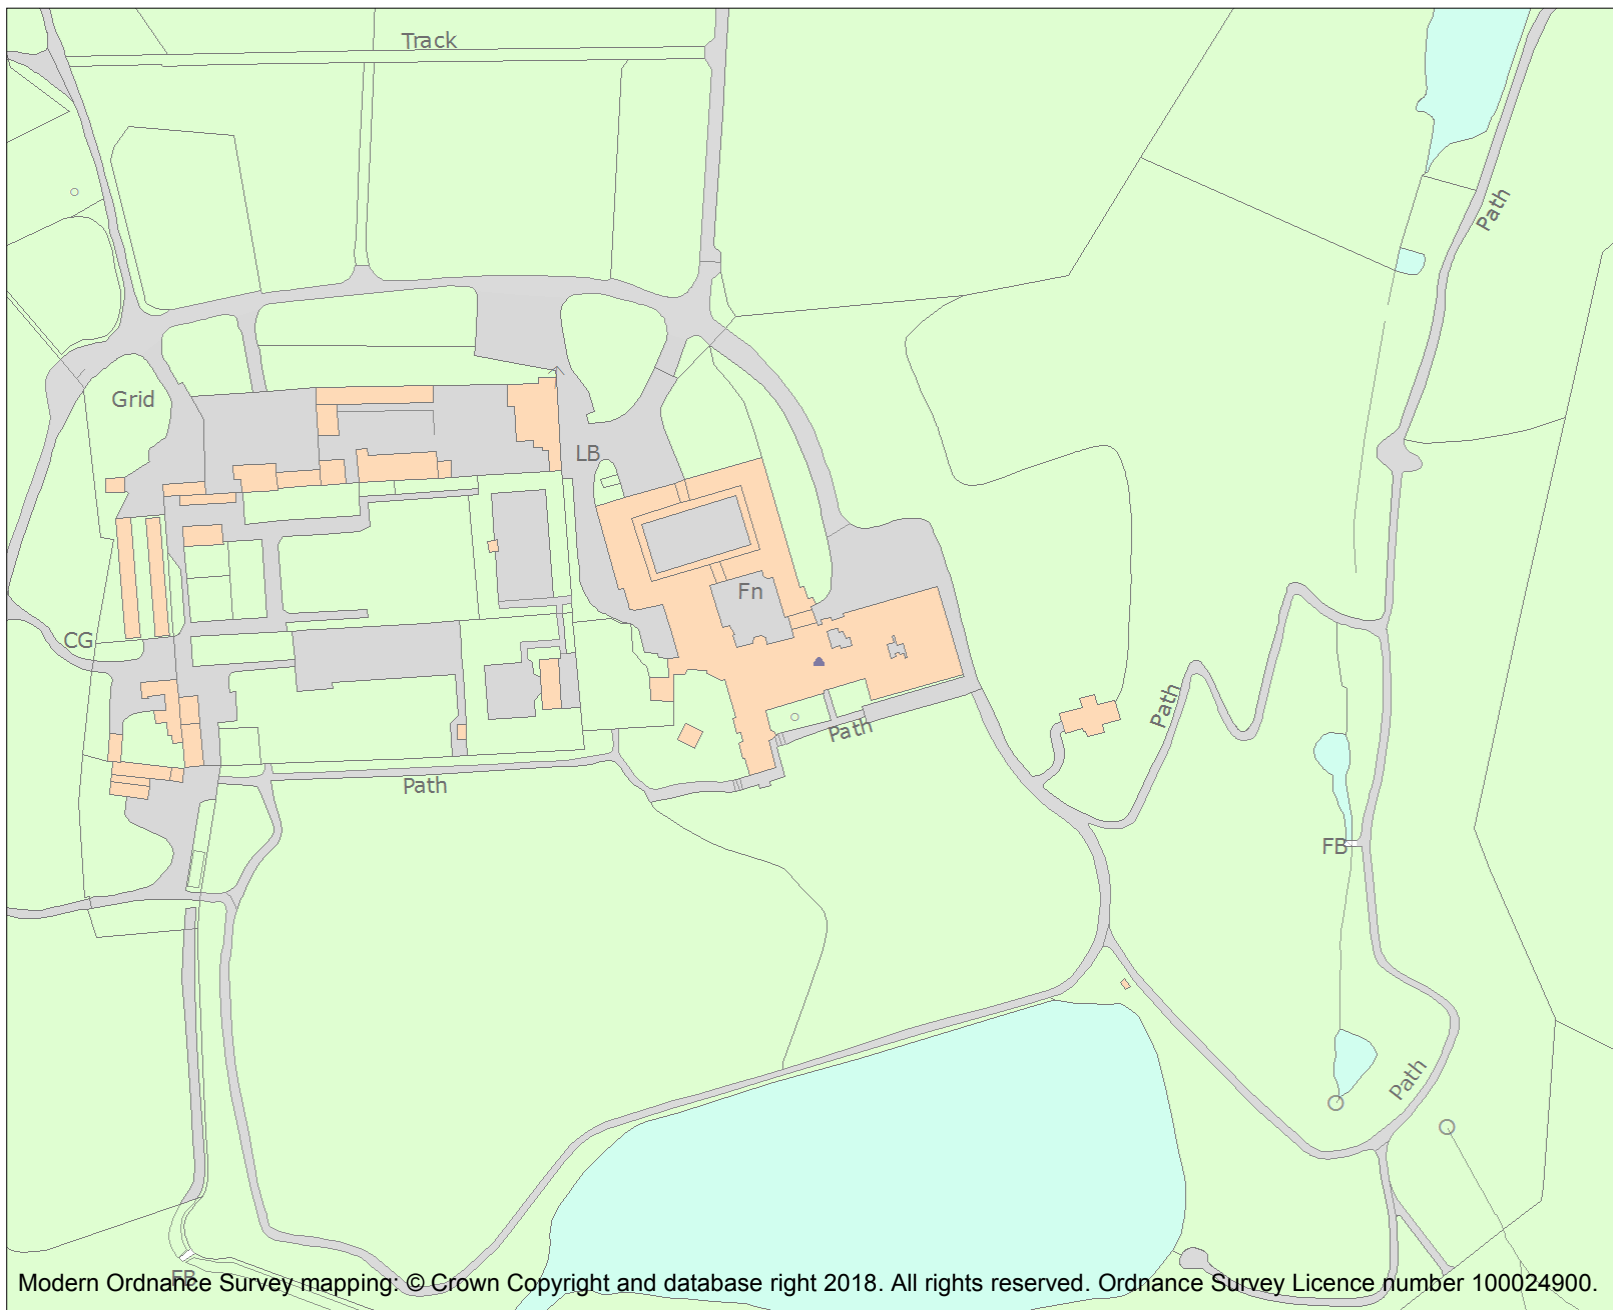 Track
Path
Grid
LB
Fn
CG
Path
Path
Path
FB
Path
FB
Modern Ordnance Survey mapping: © Crown Copyright and database right 2018. All rights reserved. Ordnance Survey Licence number 100024900.